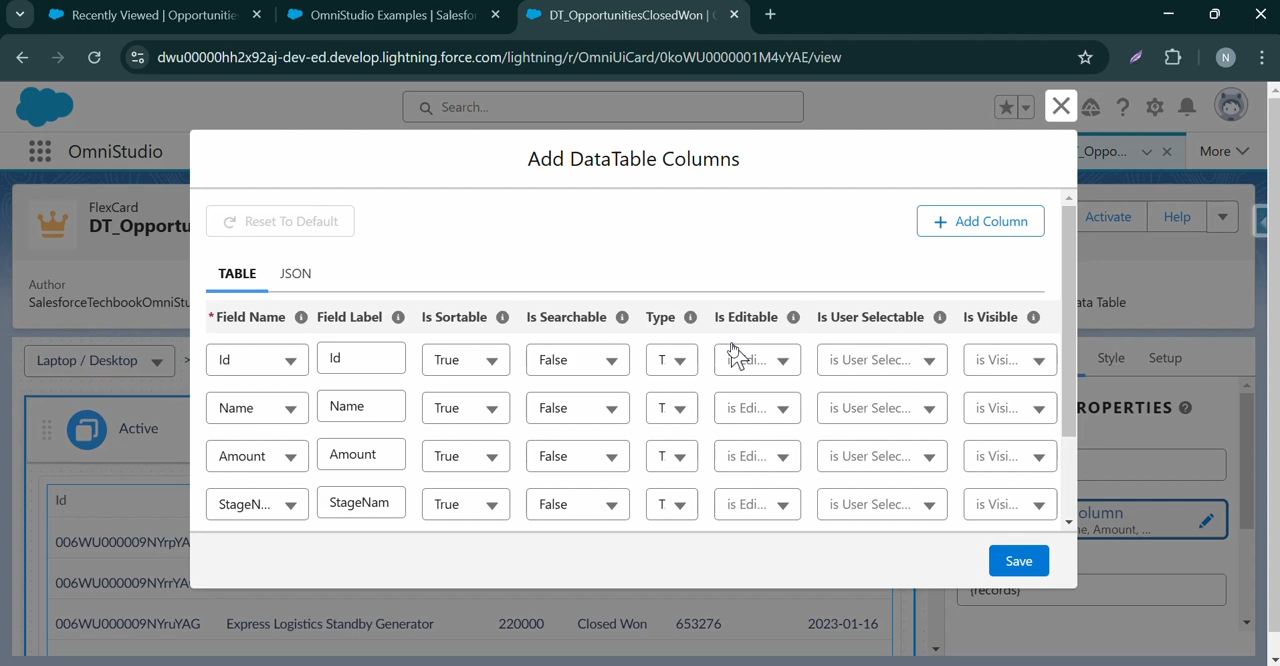 Recently Viewed | Opportunitie
OmniStudio Examples | Salesfo
DT_OpportunitiesClosedWon |
dwu00000hh2x92aj-dev-ed.develop.lightning.force.com/lightning/r/OmniUiCard/0koWU0000001M4vYAE/view
N
Search...
OmniStudio
_Oppo...
More
Add DataTable Columns
FlexCard
DT_Opportu
Activate
Help
Reset To Default
Add Column
TABLE
JSON
Author
SalesforceTechbookOmniStu
ata Table
*Field Name
Field Label
Is Sortable
Is Searchable
Type
Is Editable
Is User Selectable
Is Visible
Laptop / Desktop
>
Style
Setup
Id
Id
True
False
T.
is User Selec...
is Visi...
Name
Name
True
False
T.
is Edi...
is User Selec...
is Visi...
ROPERTIES
Active
Amount
Amount
True
False
T.
is Edi...
is User Selec...
is Visi...
StageN...
StageNam
True
False
T.
is Edi...
is User Selec...
is Visi...
Id
olumn
ne, Amount, ...
006WU000009NYrpYA
Save
006WU000009NYrrYA
{records}
006WU000009NYruYAG
Express Logistics Standby Generator
220000
Closed Won
653276
2023-01-16